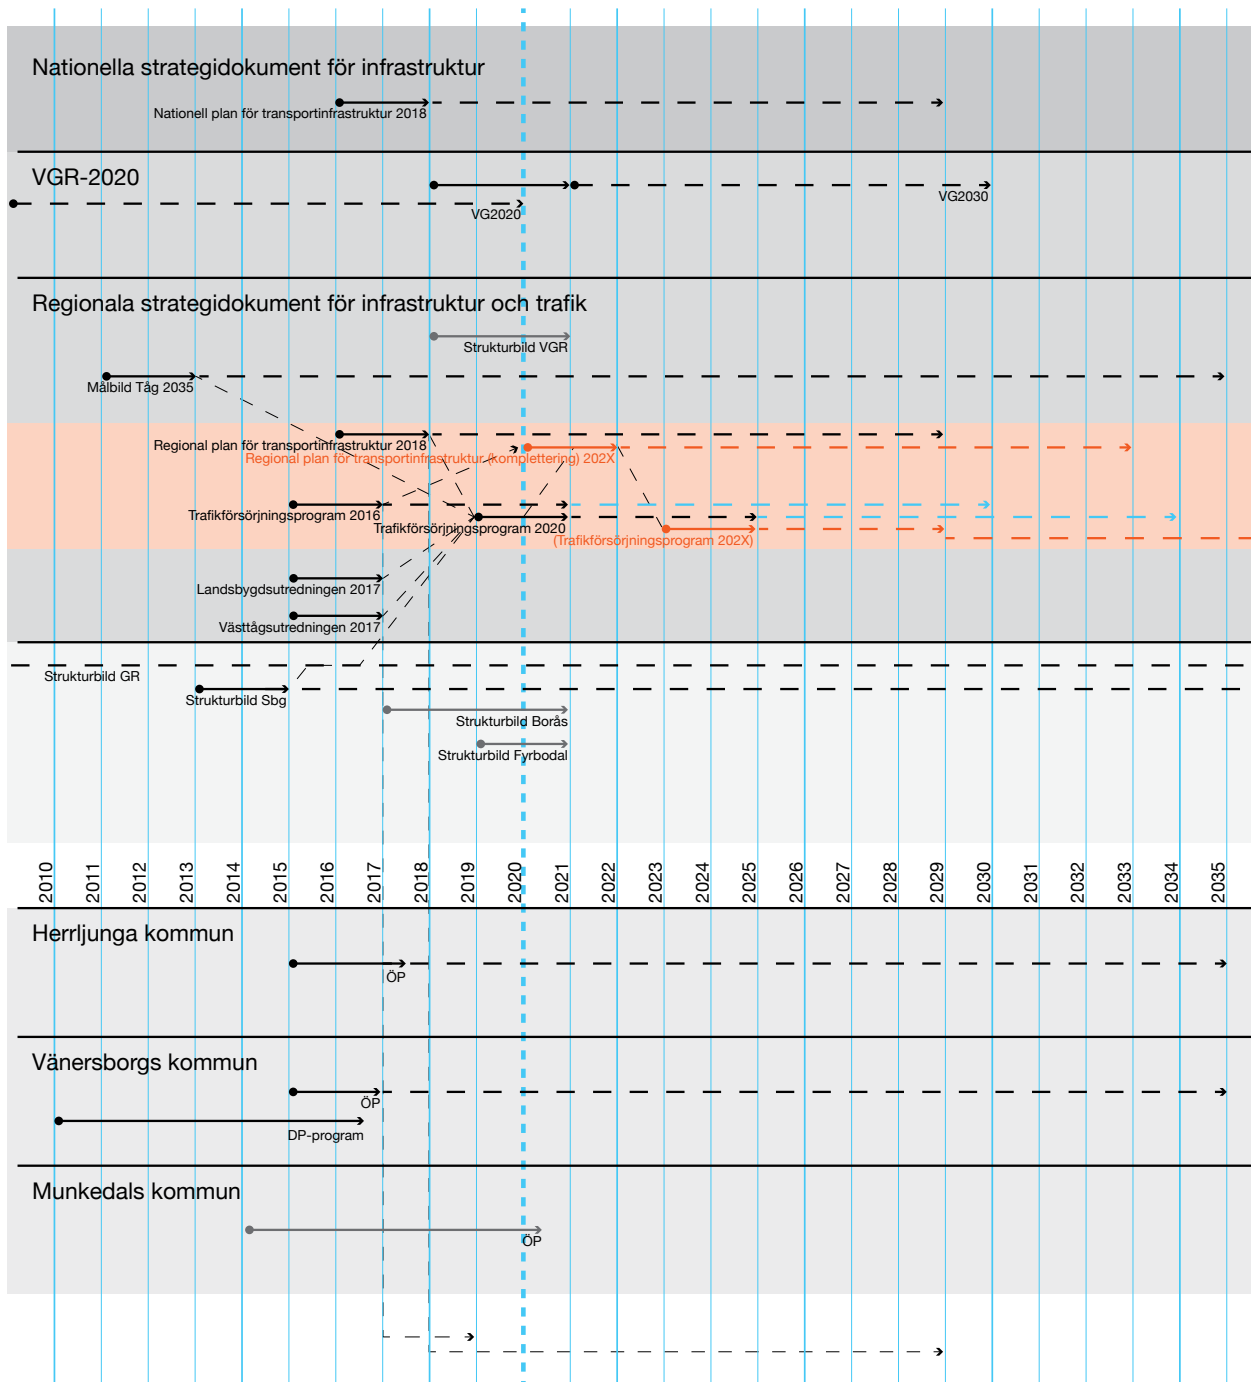 Nationella strategidokument för infrastruktur
Nationell plan för transportinfrastruktur 2018
VGR-2020
VG2030
VG2020
Regionala strategidokument för infrastruktur och trafik
Strukturbild VGR
Målbild Tåg 2035
Regional plan för transportinfrastruktur 2018
Regional plan för transportinfrastruktur (komplettering) 202X
Trafikförsörjningsprogram 2016
Trafikförsörjningsprogram 2020
(Trafikförsörjningsprogram 202X)
Landsbygdsutredningen 2017
Västtågsutredningen 2017
Strukturbild GR
Strukturbild Sbg
Strukturbild Borås
Strukturbild Fyrbodal
2010 2011 2012 2013 2014 2015 2016 2017 2018 2019 2020 2021 2022 2023 2024 2025 2026 2027 2028 2029 2030 2031 2032 2033 2034 2035
Herrljunga kommun
ÖP
Vänersborgs kommun
ÖP
DP-program
Munkedals kommun
ÖP